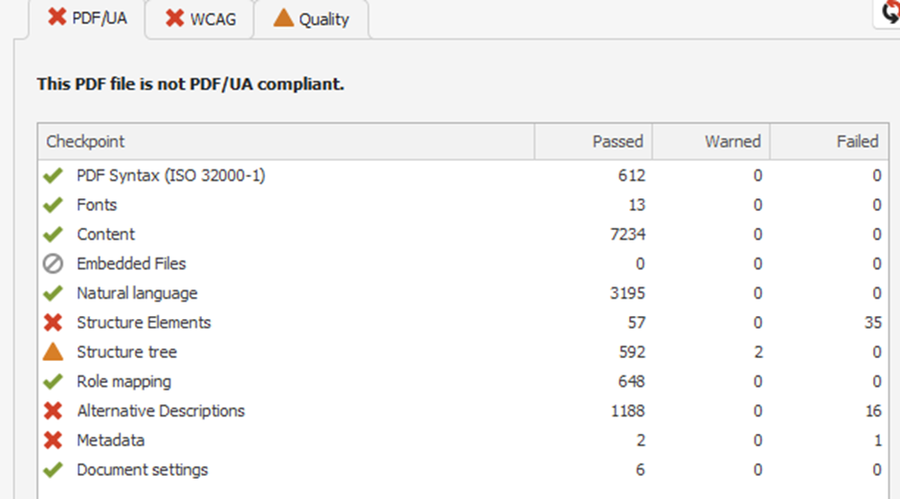 PDF/UA WCAG Quality
This PDF file is not PDF/UA compliant.
Checkpoint Passed Warned Failed
PDF Syntax (ISO 32000-1) 612 0 0
Fonts 13 0 0
Content 7234 0 0
Embedded Files 0 0 0
Natural language 3195 0 0
Structure Elements 57 0 35
Structure tree 592 2 0
Role mapping 648 0 0
Alternative Descriptions 1188 0 16
Metadata 2 0 1
Document settings 6 0 0